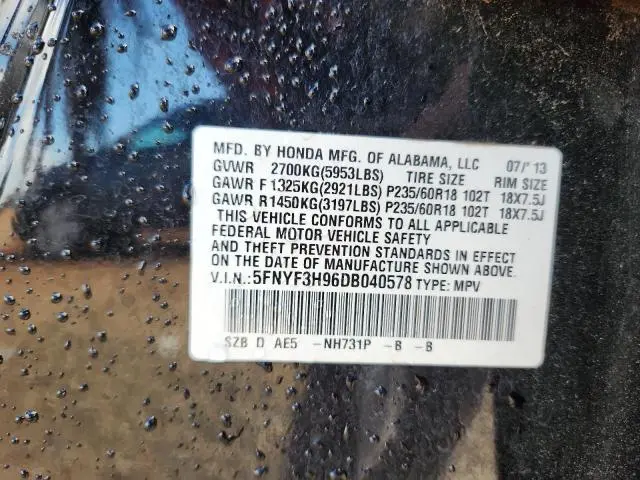 MFD. BY HONDA MFG. OF ALABAMA, LLC 07/'13
GVWR 2700KG(5953LBS) TIRE SIZE RIM SIZE
GAWR F1325KG(2921LBS) P235/60R18 102T 18X7.5J
GAWR R1450KG(3197LBS) P235/60R18 102T 18X7.5J
THIS VEHICLE CONFORMS TO ALL APPLICABLE
FEDERAL MOTOR VEHICLE SAFETY
AND THEFT PREVENTION STANDARDS IN EFFECT
ON THE DATE OF MANUFACTURE SHOWN ABOVE.
V.I.N.: 5FNYF3H96DB040578 TYPE: MPV
SZB D AE5 -NH731P -B -B